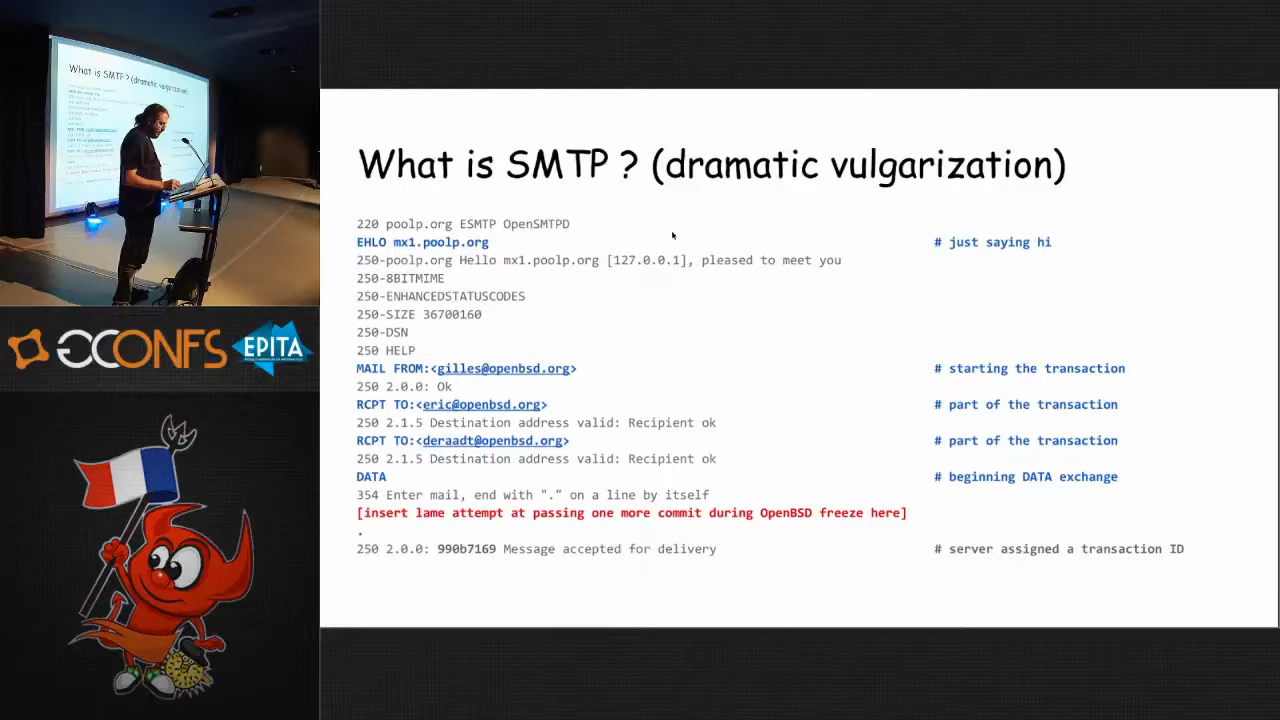 What is SMTP ? (dramatic vulgarization)
220 poolp.org ESMTP OpenSMTPD
EHLO mx1.poolp.org # just saying hi
250-poolp.org Hello mx1.poolp.org [127.0.0.1], pleased to meet you
250-8BITMIME
250-ENHANCEDSTATUSCODES
250-SIZE 36700160
250-DSN
250 HELP
MAIL FROM:<gilles@openbsd.org> # starting the transaction
250 2.0.0: Ok
RCPT TO:<eric@openbsd.org> # part of the transaction
250 2.1.5 Destination address valid: Recipient ok
RCPT TO:<deraadt@openbsd.org> # part of the transaction
250 2.1.5 Destination address valid: Recipient ok
DATA # beginning DATA exchange
354 Enter mail, end with "." on a line by itself
[insert lame attempt at passing one more commit during OpenBSD freeze here]
.
250 2.0.0: 990b7169 Message accepted for delivery # server assigned a transaction ID
What is SMTP ? (dramatic vulgarization)
GCONFS
EPITA